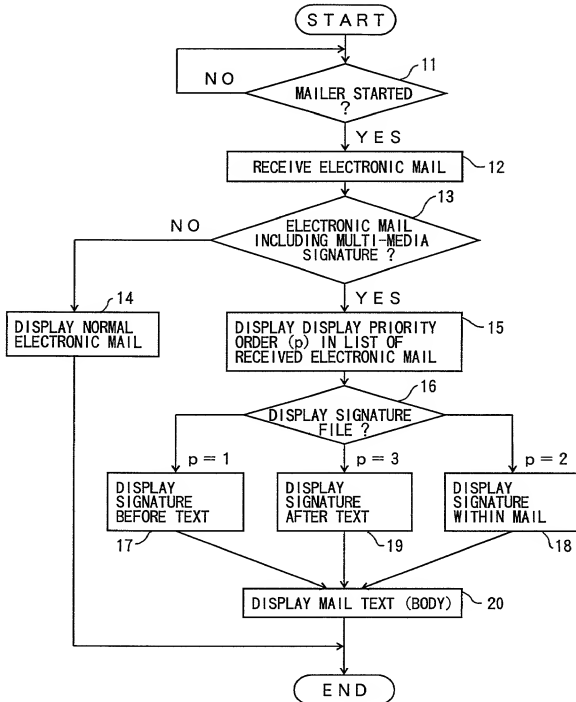 START
11
NO
MAILER STARTED
?
YES
RECEIVE ELECTRONIC MAIL
12
13
NO
ELECTRONIC MAIL
INCLUDING MULTI-MEDIA
SIGNATURE ?
YES
14
DISPLAY NORMAL
ELECTRONIC MAIL
15
DISPLAY DISPLAY PRIORITY
ORDER (p) IN LIST OF
RECEIVED ELECTRONIC MAIL
16
DISPLAY SIGNATURE
FILE ?
p = 1
p = 3
p = 2
DISPLAY
SIGNATURE
BEFORE TEXT
17
DISPLAY
SIGNATURE
AFTER TEXT
19
DISPLAY
SIGNATURE
WITHIN MAIL
18
DISPLAY MAIL TEXT (BODY)
20
END